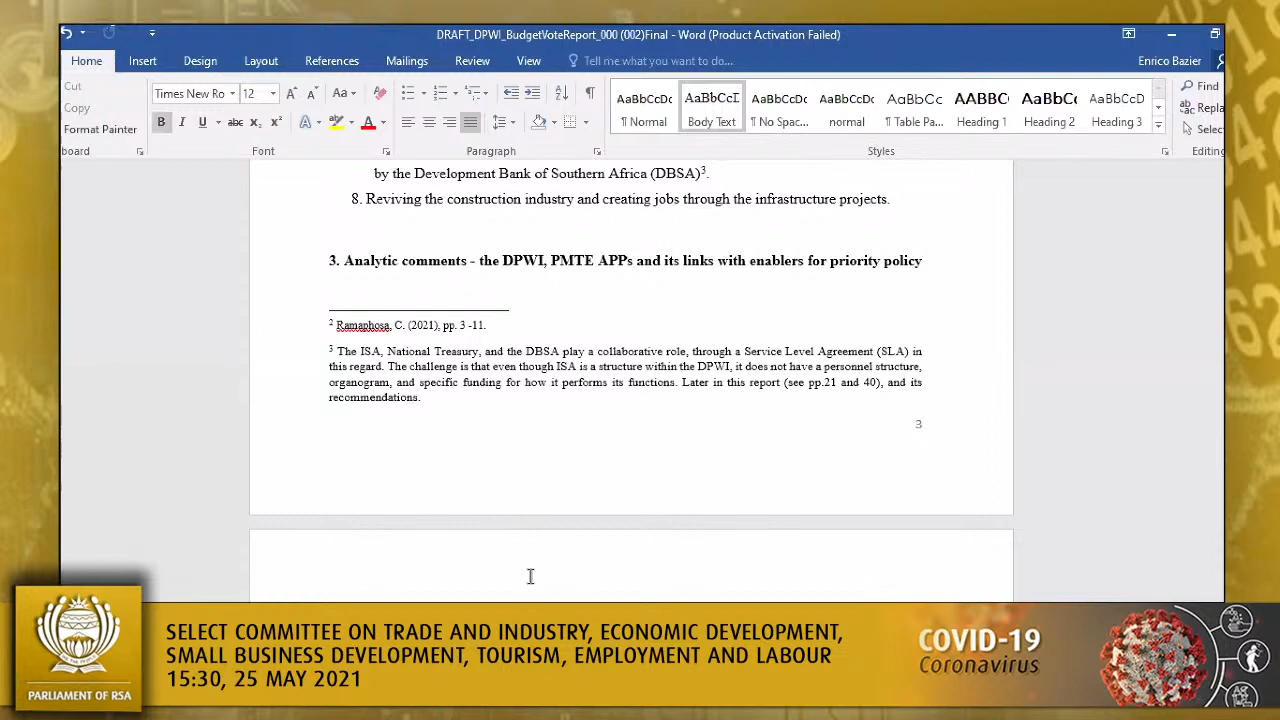 DRAFT_DPWI_BudgetVoteReport_000 (002)Final - Word (Product Activation Failed)
Home Insert Design Layout References Mailings Review View Tell me what you want to do... Enrico Bazier
Cut
Copy
Format Painter
board
Times New Ro 12
Aa
B I U abc x₂ x²
A ab A
Font
Paragraph
AaBbCcDc AaBbCcI AaBbCcDc AaBbCcDc AaBbCc AABBC AaBbCc AaBbCcD
¶ Normal Body Text ¶ No Spac... normal ¶ Table Pa... Heading 1 Heading 2 Heading 3
Styles
Find
Repla
Select
Editing
by the Development Bank of Southern Africa (DBSA)³.
8. Reviving the construction industry and creating jobs through the infrastructure projects.
3. Analytic comments - the DPWI, PMTE APPs and its links with enablers for priority policy
² Ramaphosa, C. (2021), pp. 3 -11.
³ The ISA, National Treasury, and the DBSA play a collaborative role, through a Service Level Agreement (SLA) in
this regard. The challenge is that even though ISA is a structure within the DPWI, it does not have a personnel structure,
organogram, and specific funding for how it performs its functions. Later in this report (see pp.21 and 40), and its
recommendations.
3
PARLIAMENT OF RSA
SELECT COMMITTEE ON TRADE AND INDUSTRY, ECONOMIC DEVELOPMENT,
SMALL BUSINESS DEVELOPMENT, TOURISM, EMPLOYMENT AND LABOUR
15:30, 25 MAY 2021
COVID-19
Coronavirus